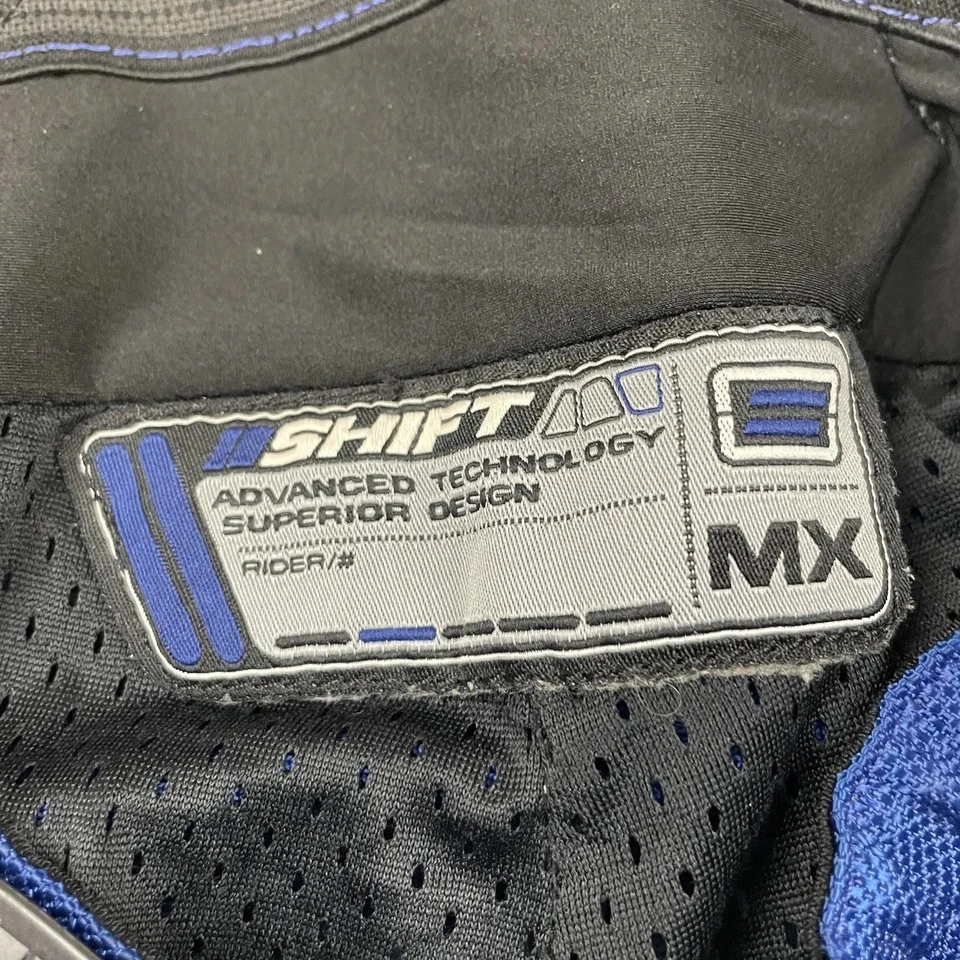 SHIFT
ADVANCED TECHNOLOGY
SUPERIOR DESIGN
RIDER/#
MX